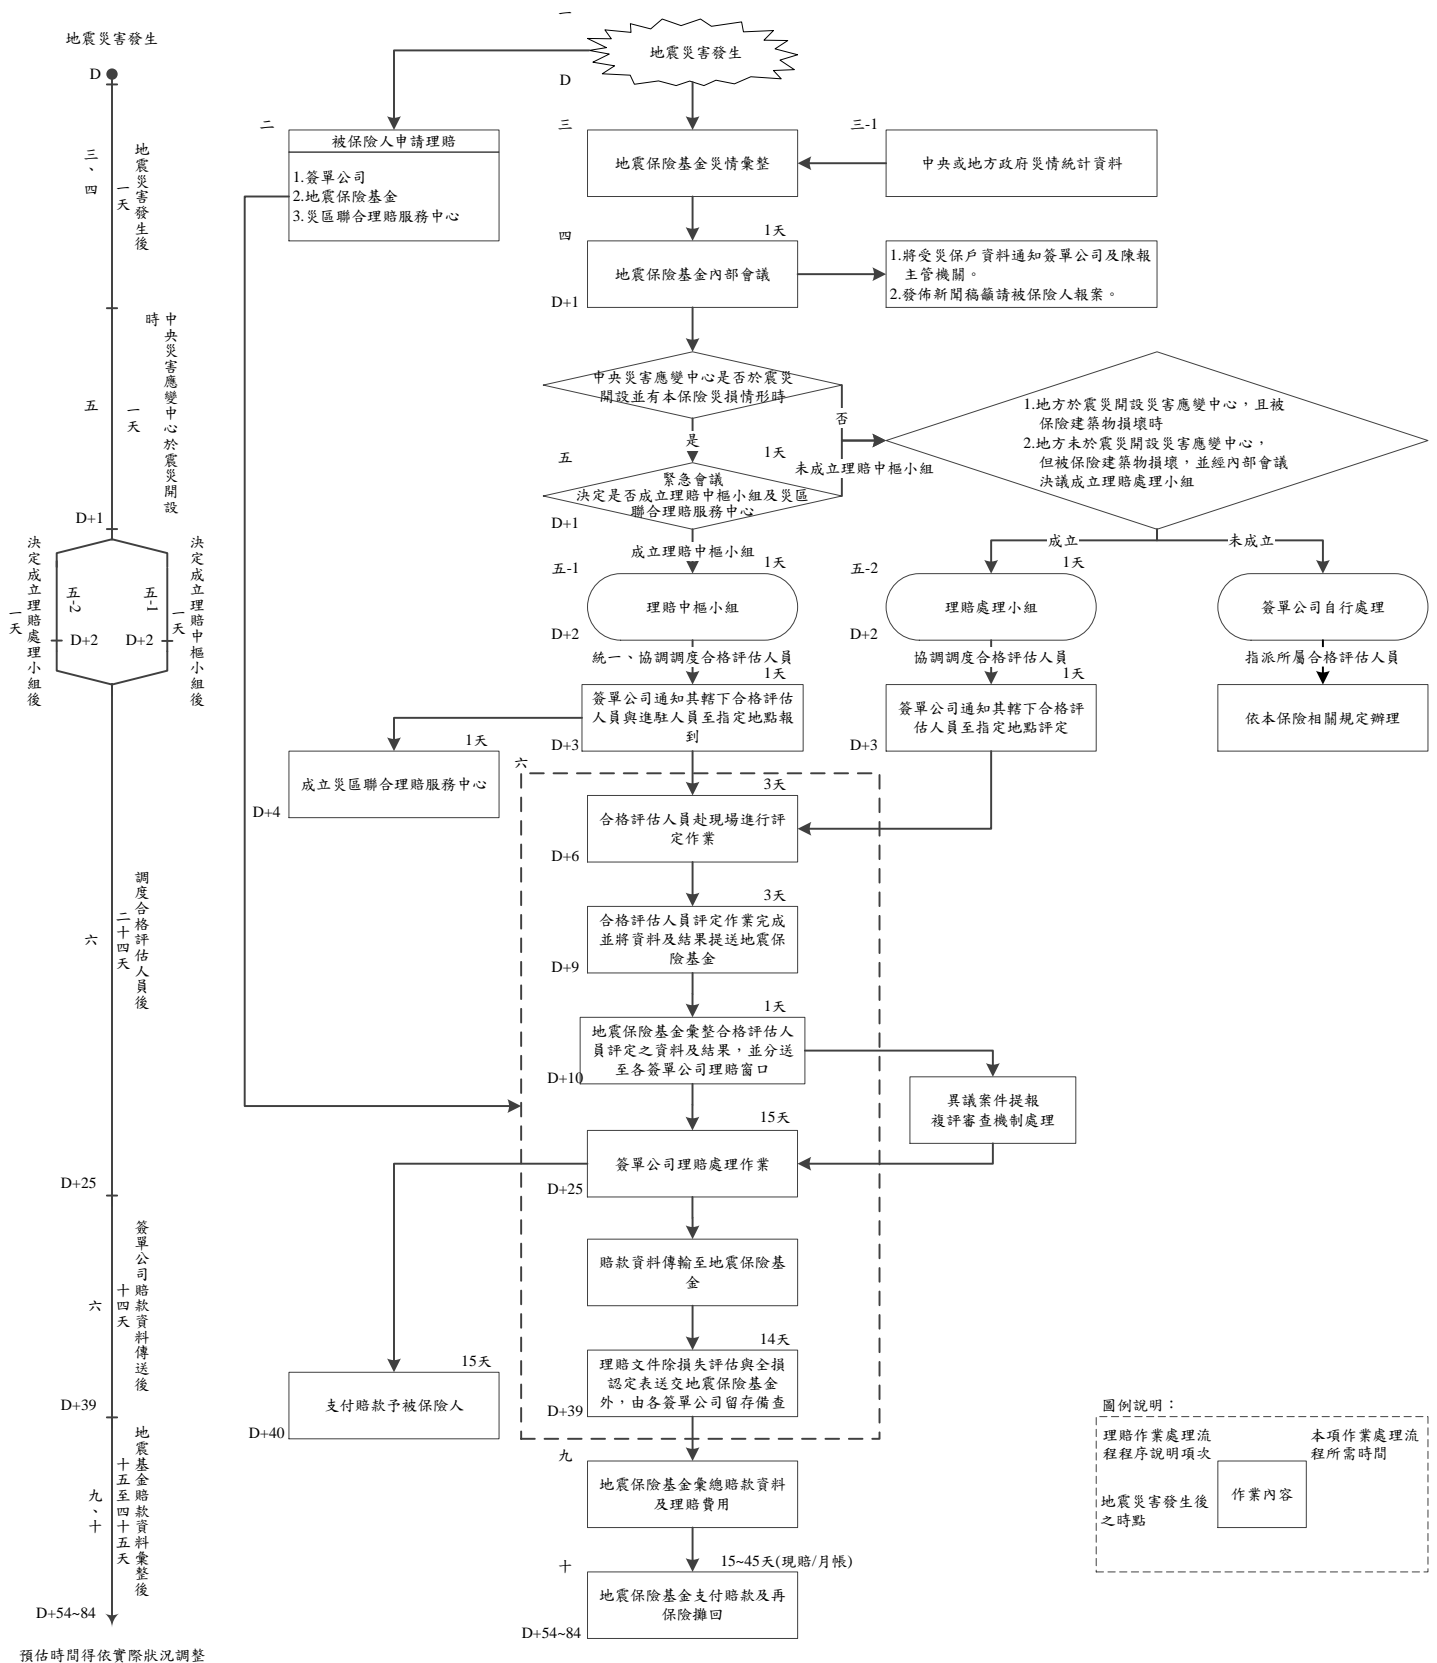 地震災害發生
D
三、四
一天
地震災害發生後
五
一天
中央災害應變中心於震災開設
時
D+1
決定成立理賠處理小組後
一天
五-2
D+2
五-1
D+2
一天
決定成立理賠中樞小組後
六
二十四天
調度合格評估人員後
D+25
六
十四天
簽單公司賠款資料傳送後
D+39
九、十
十五至四十五天
地震基金賠款資料彙整後
D+54~84
預估時間得依實際狀況調整
一
地震災害發生
D
二
被保險人申請理賠
1.簽單公司
2.地震保險基金
3.災區聯合理賠服務中心
三
地震保險基金災情彙整
三-1
中央或地方政府災情統計資料
四
1天
地震保險基金內部會議
D+1
1.將受災保戶資料通知簽單公司及陳報
主管機關。
2.發佈新聞稿籲請被保險人報案。
中央災害應變中心是否於震災
開設並有本保險災損情形時
否
是
1天
未成立理賠中樞小組
五
緊急會議
決定是否成立理賠中樞小組及災區
聯合理賠服務中心
D+1
1.地方於震災開設災害應變中心，且被
保險建築物損壞時
2.地方未於震災開設災害應變中心，
但被保險建築物損壞，並經內部會議
決議成立理賠處理小組
成立理賠中樞小組
成立
未成立
五-1
1天
理賠中樞小組
D+2
五-2
1天
理賠處理小組
D+2
簽單公司自行處理
統一、協調調度合格評估人員
1天
協調調度合格評估人員
1天
指派所屬合格評估人員
簽單公司通知其轄下合格評估
人員與進駐人員至指定地點報
到
D+3
簽單公司通知其轄下合格評
估人員至指定地點評定
D+3
依本保險相關規定辦理
1天
成立災區聯合理賠服務中心
D+4
六
3天
合格評估人員赴現場進行評
定作業
D+6
3天
合格評估人員評定作業完成
並將資料及結果提送地震保
險基金
D+9
1天
地震保險基金彙整合格評估人
員評定之資料及結果，並分送
至各簽單公司理賠窗口
D+10
異議案件提報
複評審查機制處理
15天
簽單公司理賠處理作業
D+25
賠款資料傳輸至地震保險基
金
14天
理賠文件除損失評估與全損
認定表送交地震保險基金
外，由各簽單公司留存備查
D+39
15天
支付賠款予被保險人
D+40
九
地震保險基金彙總賠款資料
及理賠費用
十
15~45天(現賠/月帳)
地震保險基金支付賠款及再
保險攤回
D+54~84
圖例說明：
理賠作業處理流
程程序說明項次
本項作業處理流
程所需時間
作業內容
地震災害發生後
之時點